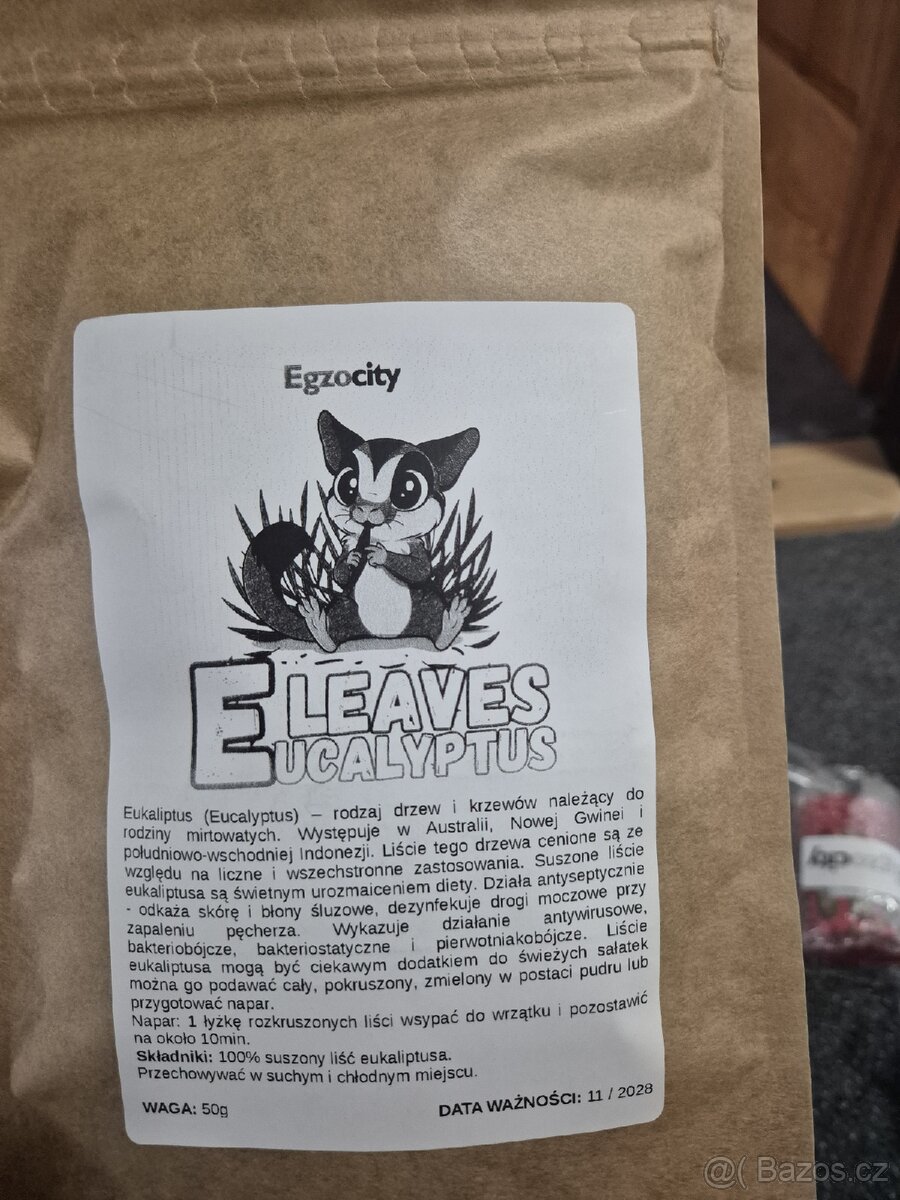 Egzocity
E LEAVES
EUCALYPTUS
Eukaliptus (Eucalyptus) – rodzaj drzew i krzewów należący do
rodziny mirtowatych. Występuje w Australii, Nowej Gwinei i
południowo-wschodniej Indonezji. Liście tego drzewa cenione są ze
względu na liczne i wszechstronne zastosowania. Suszone liście
eukaliptusa są świetnym urozmaiceniem diety. Działa antyseptycznie
- odkaża skórę i błony śluzowe, dezynfekuje drogi moczowe przy
zapaleniu pęcherza. Wykazuje działanie antywirusowe,
bakteriobójcze, bakteriostatyczne i pierwotniakobójcze. Liście
eukaliptusa mogą być ciekawym dodatkiem do świeżych sałatek
można go podawać cały, pokruszony, zmielony w postaci pudru lub
przygotować napar.
Napar: 1 łyżkę rozkruszonych liści wsypać do wrzątku i pozostawić
na około 10min.
Składniki: 100% suszony liść eukaliptusa.
Przechowywać w suchym i chłodnym miejscu.
WAGA: 50g
DATA WAŻNOŚCI: 11 / 2028
Egzocity
@( Bazos.cz